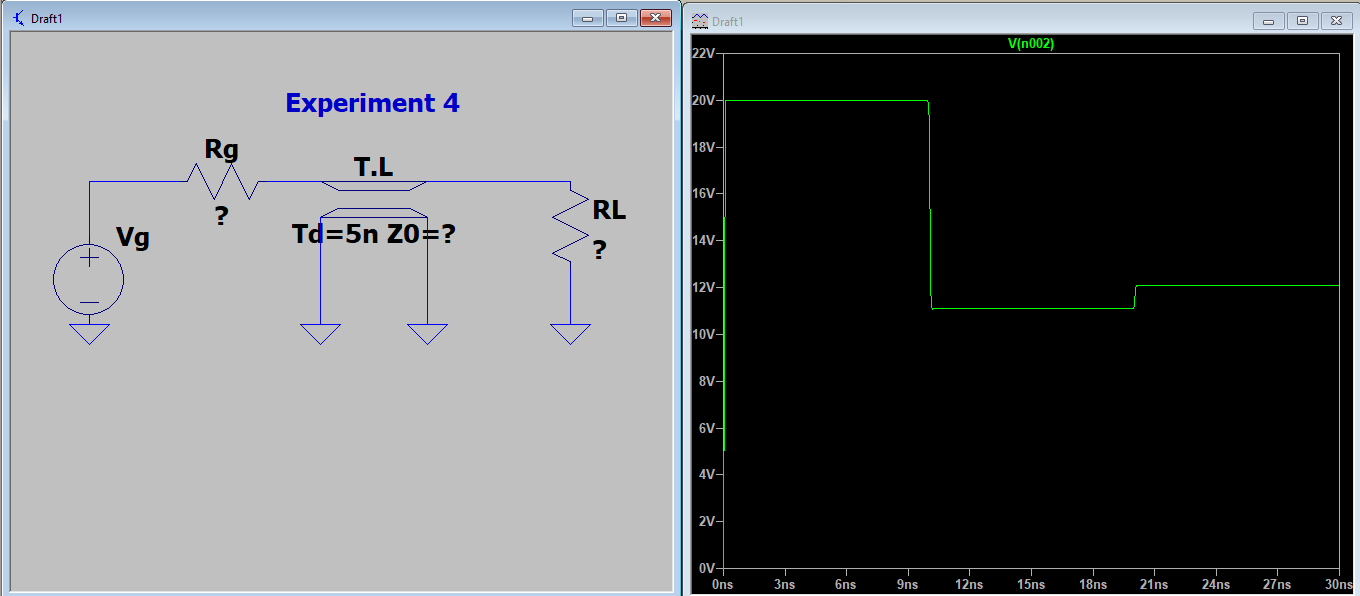 Draft1
Experiment 4
Rg
?
T.L
Td=5n Z0=?
Vg
RL
?
Draft1
V(n002)
22V
20V
18V
16V
14V
12V
10V
8V
6V
4V
2V
0V
0ns 3ns 6ns 9ns 12ns 15ns 18ns 21ns 24ns 27ns 30ns